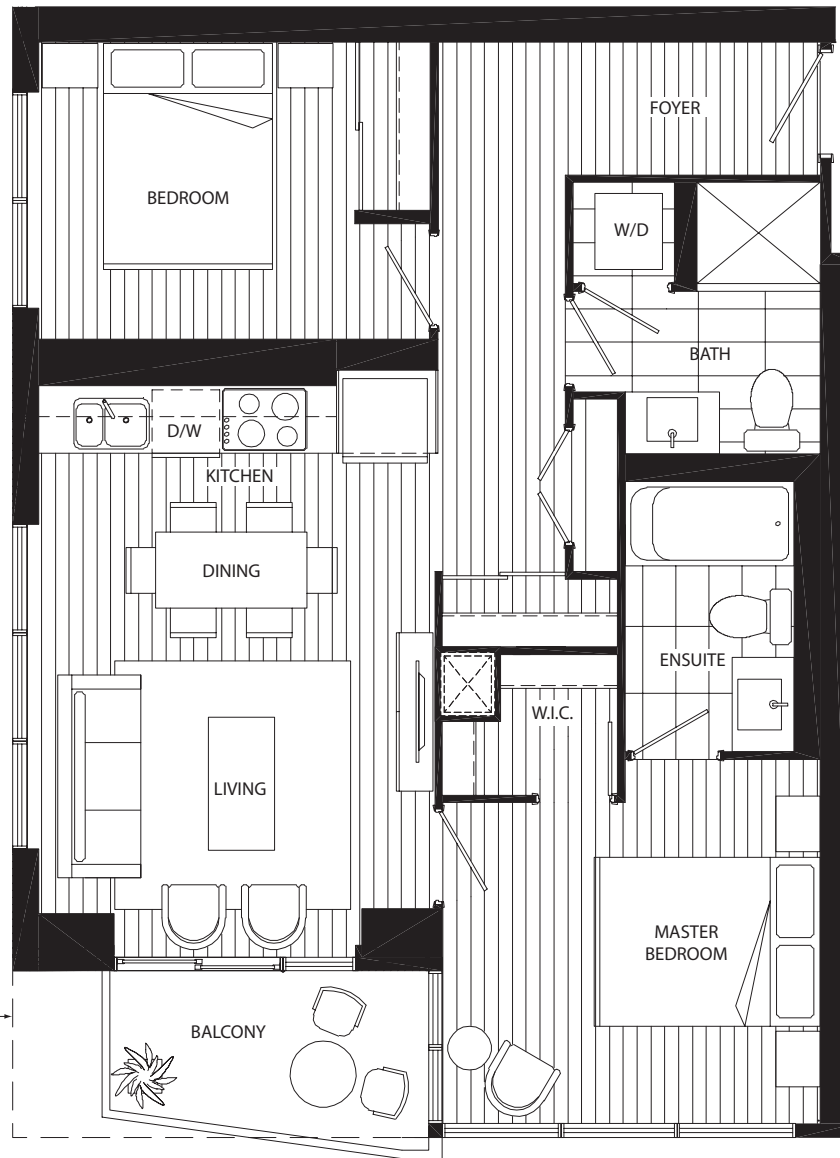 FOYER
BEDROOM
W/D
BATH
D/W
KITCHEN
DINING
ENSUITE
W.I.C.
LIVING
MASTER
BEDROOM
BALCONY